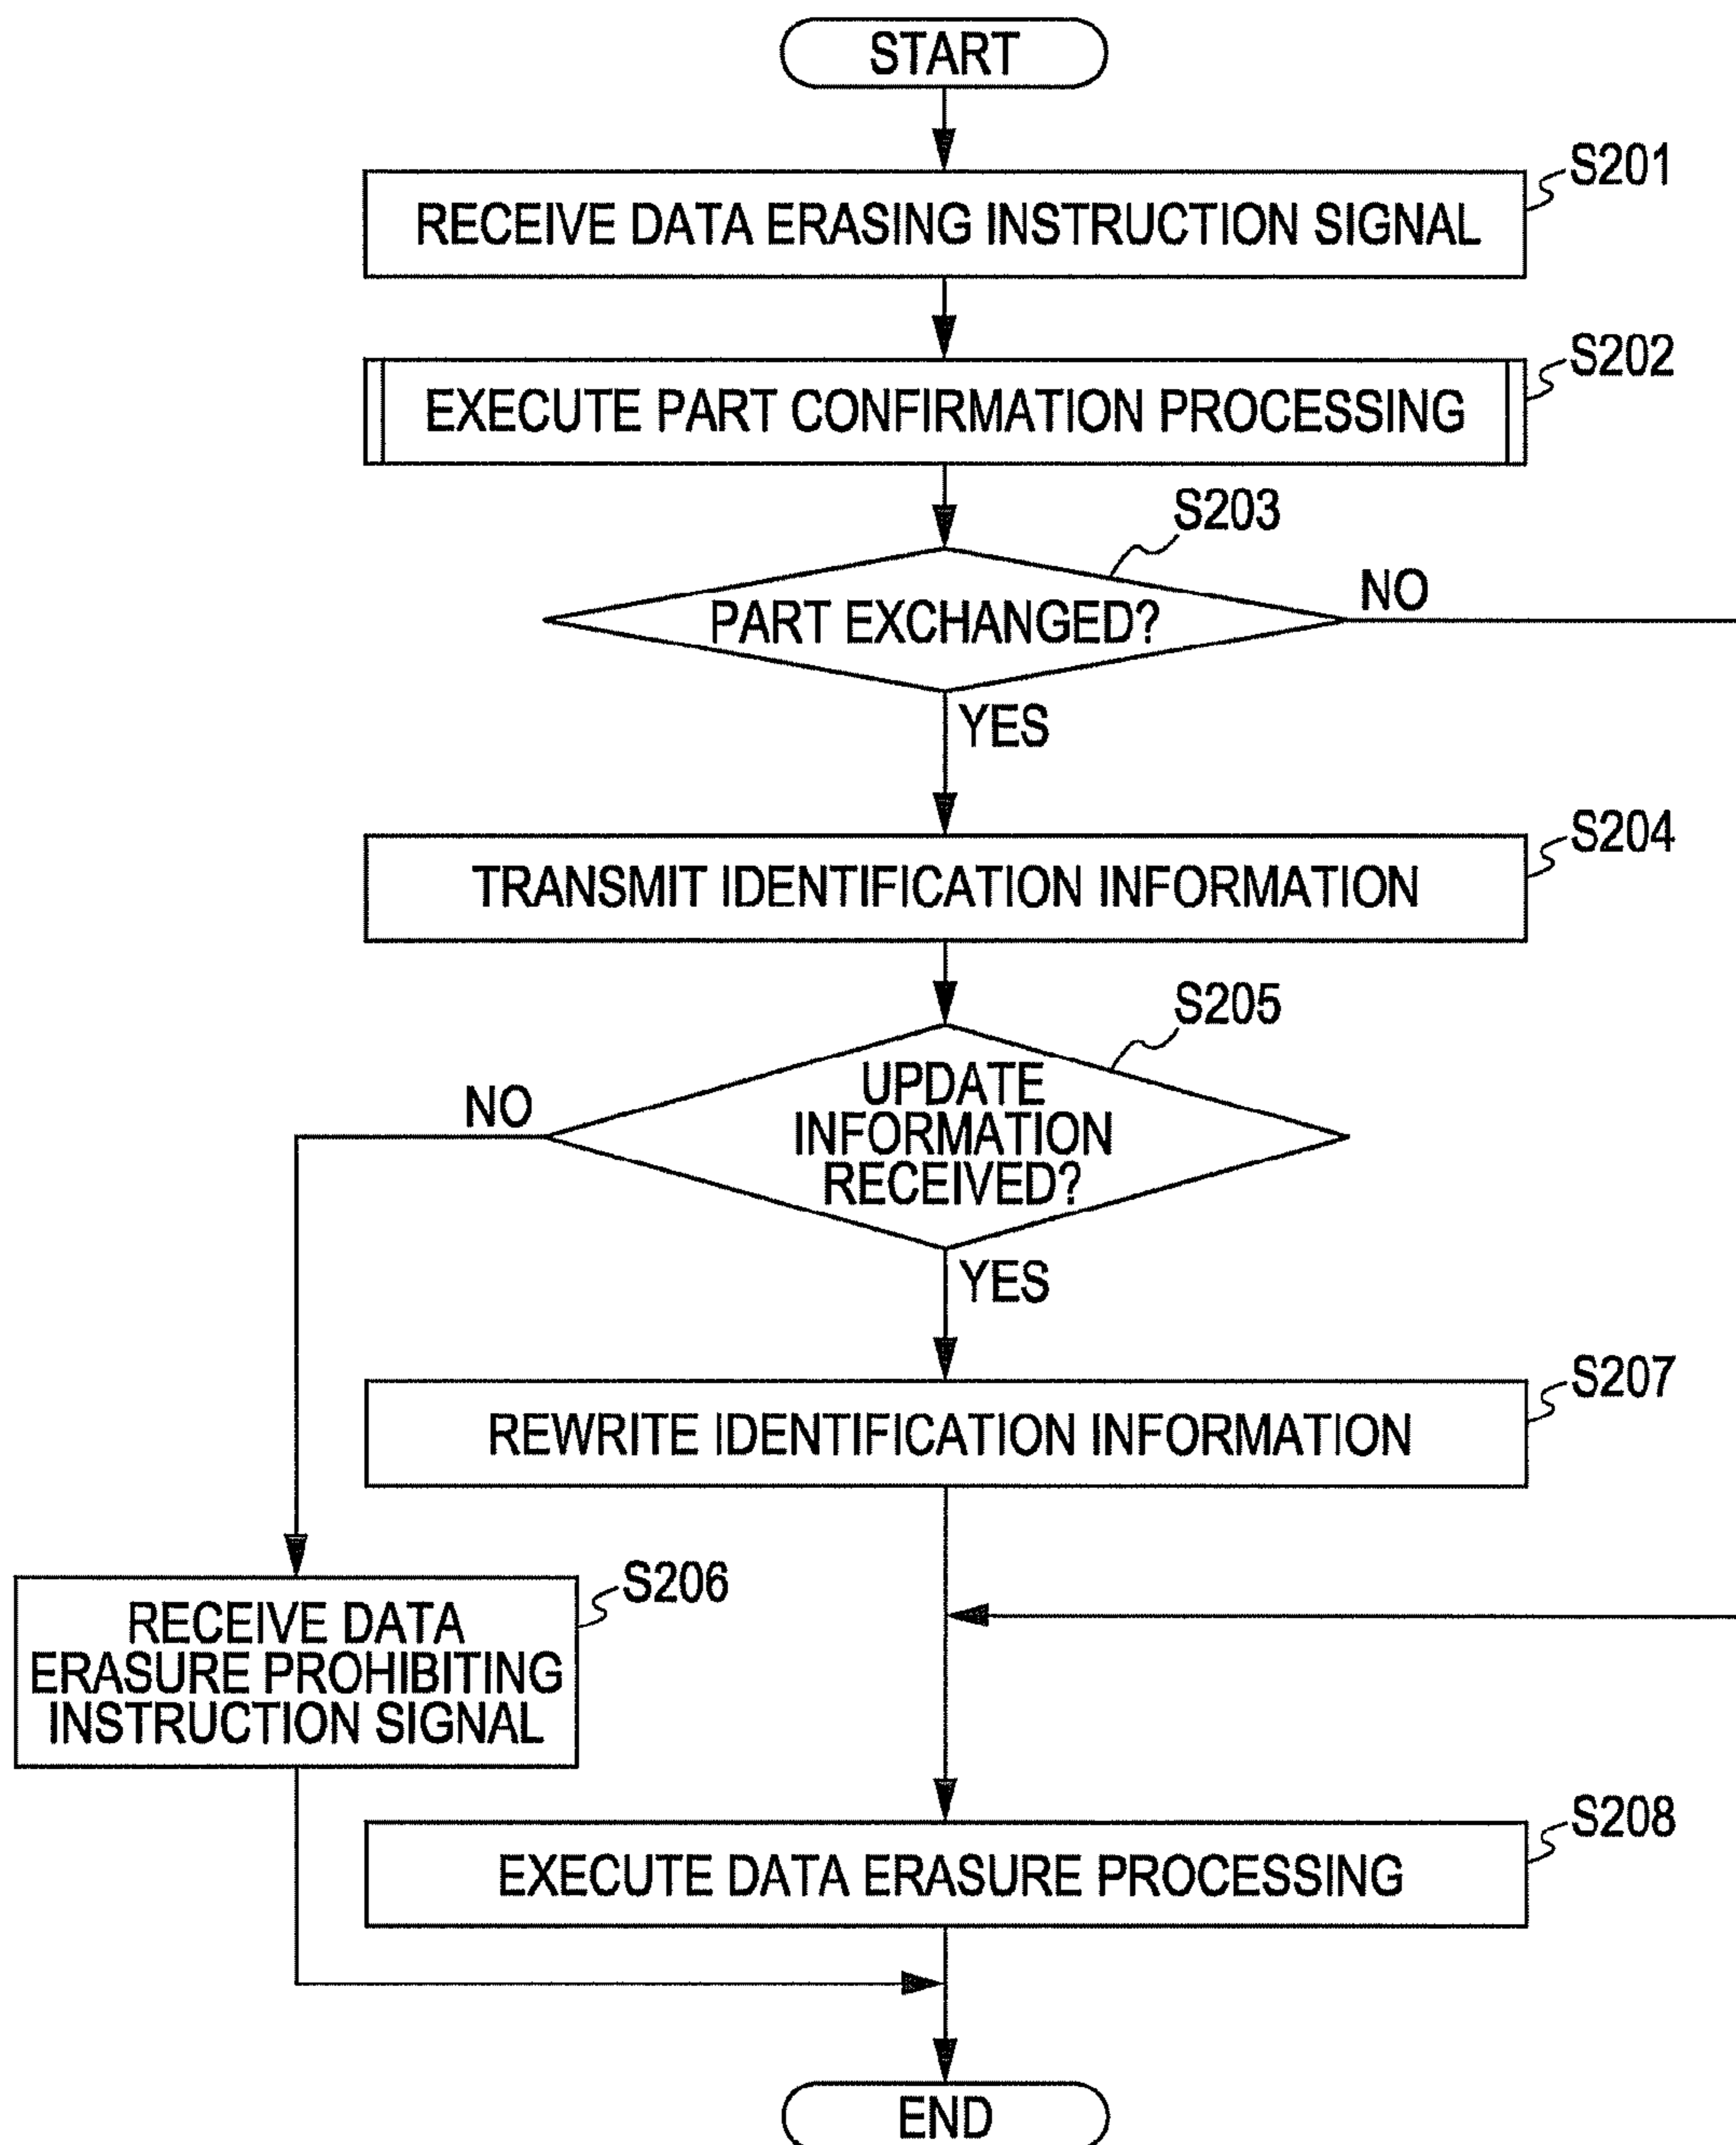 START
S201
RECEIVE DATA ERASING INSTRUCTION SIGNAL
S202
EXECUTE PART CONFIRMATION PROCESSING
S203
PART EXCHANGED?
NO
YES
S204
TRANSMIT IDENTIFICATION INFORMATION
S205
UPDATE
INFORMATION
RECEIVED?
NO
YES
S207
REWRITE IDENTIFICATION INFORMATION
S206
RECEIVE DATA
ERASURE PROHIBITING
INSTRUCTION SIGNAL
S208
EXECUTE DATA ERASURE PROCESSING
END